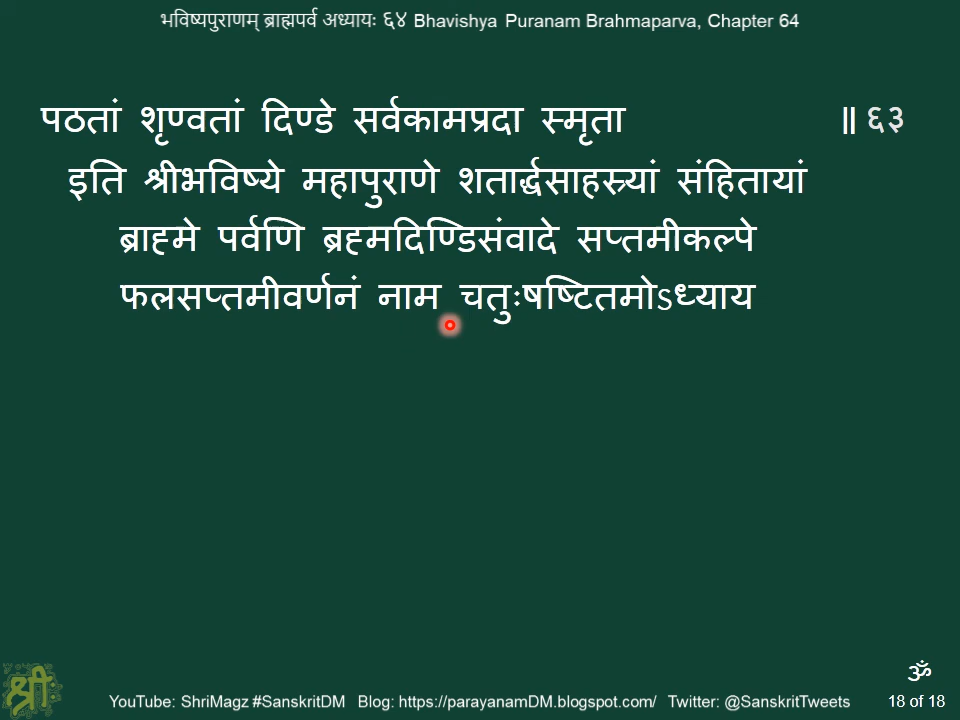 भविष्यपुराणम् ब्राह्मपर्व अध्यायः ६४ Bhavishya Puranam Brahmaparva, Chapter 64
पठतां शृण्वतां दिण्डे सर्वकामप्रदा स्मृता ॥ ६३
इति श्रीभविष्ये महापुराणे शतार्द्धसाहस्र्यां संहितायां
ब्राह्मे पर्वणि ब्रह्मदिण्डिसंवादे सप्तमीकल्पे
फलसप्तमीवर्णनं नाम चतुःषष्टितमोऽध्याय
ॐ
श्रीः
YouTube: ShriMagz #SanskritDM Blog: https://parayanamDM.blogspot.com/ Twitter: @SanskritTweets 18 of 18